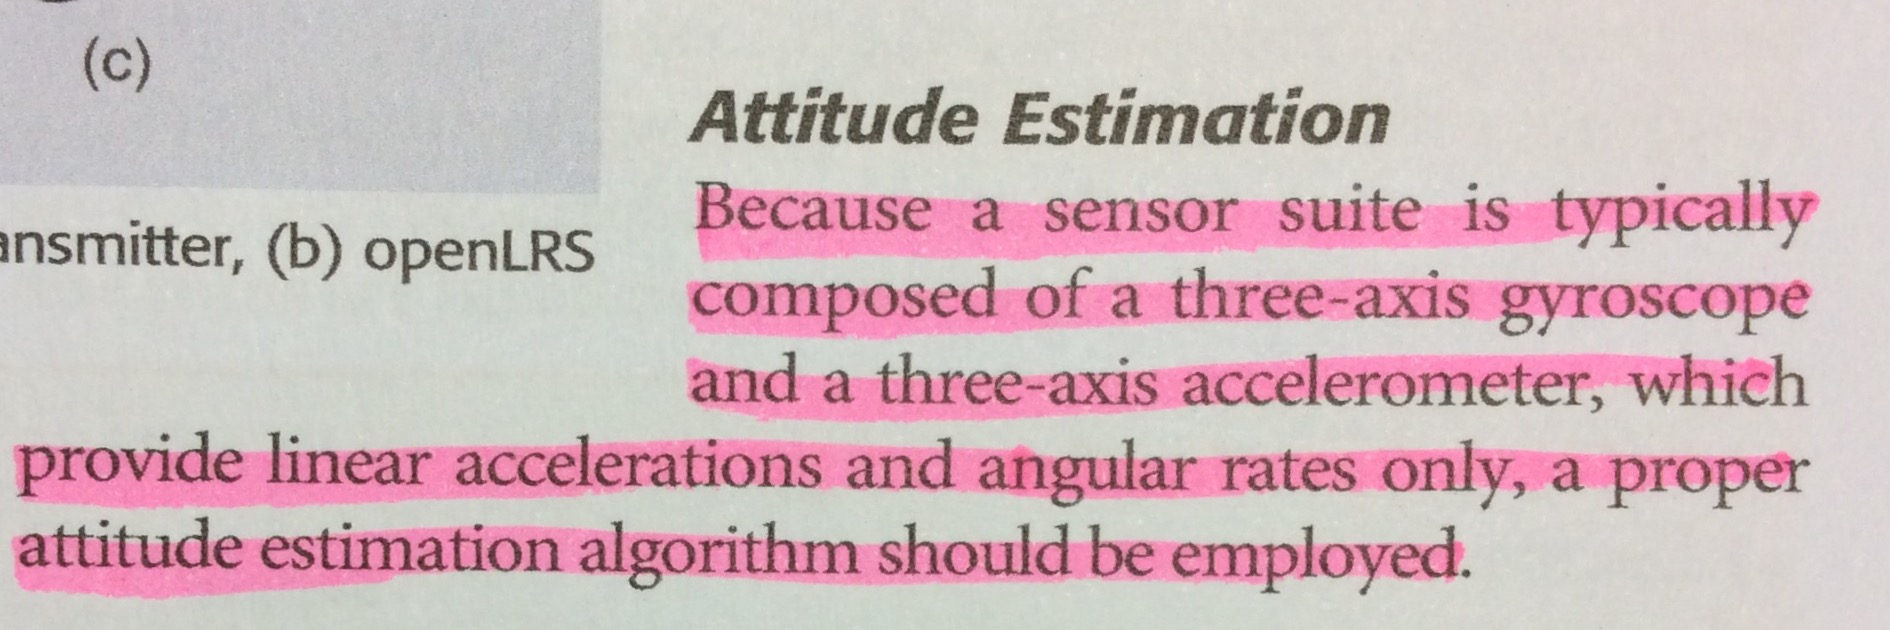 (c)
transmitter, (b) openLRS
Attitude Estimation
Because a sensor suite is typically
composed of a three-axis gyroscope
and a three-axis accelerometer, which
provide linear accelerations and angular rates only, a proper
attitude estimation algorithm should be employed.